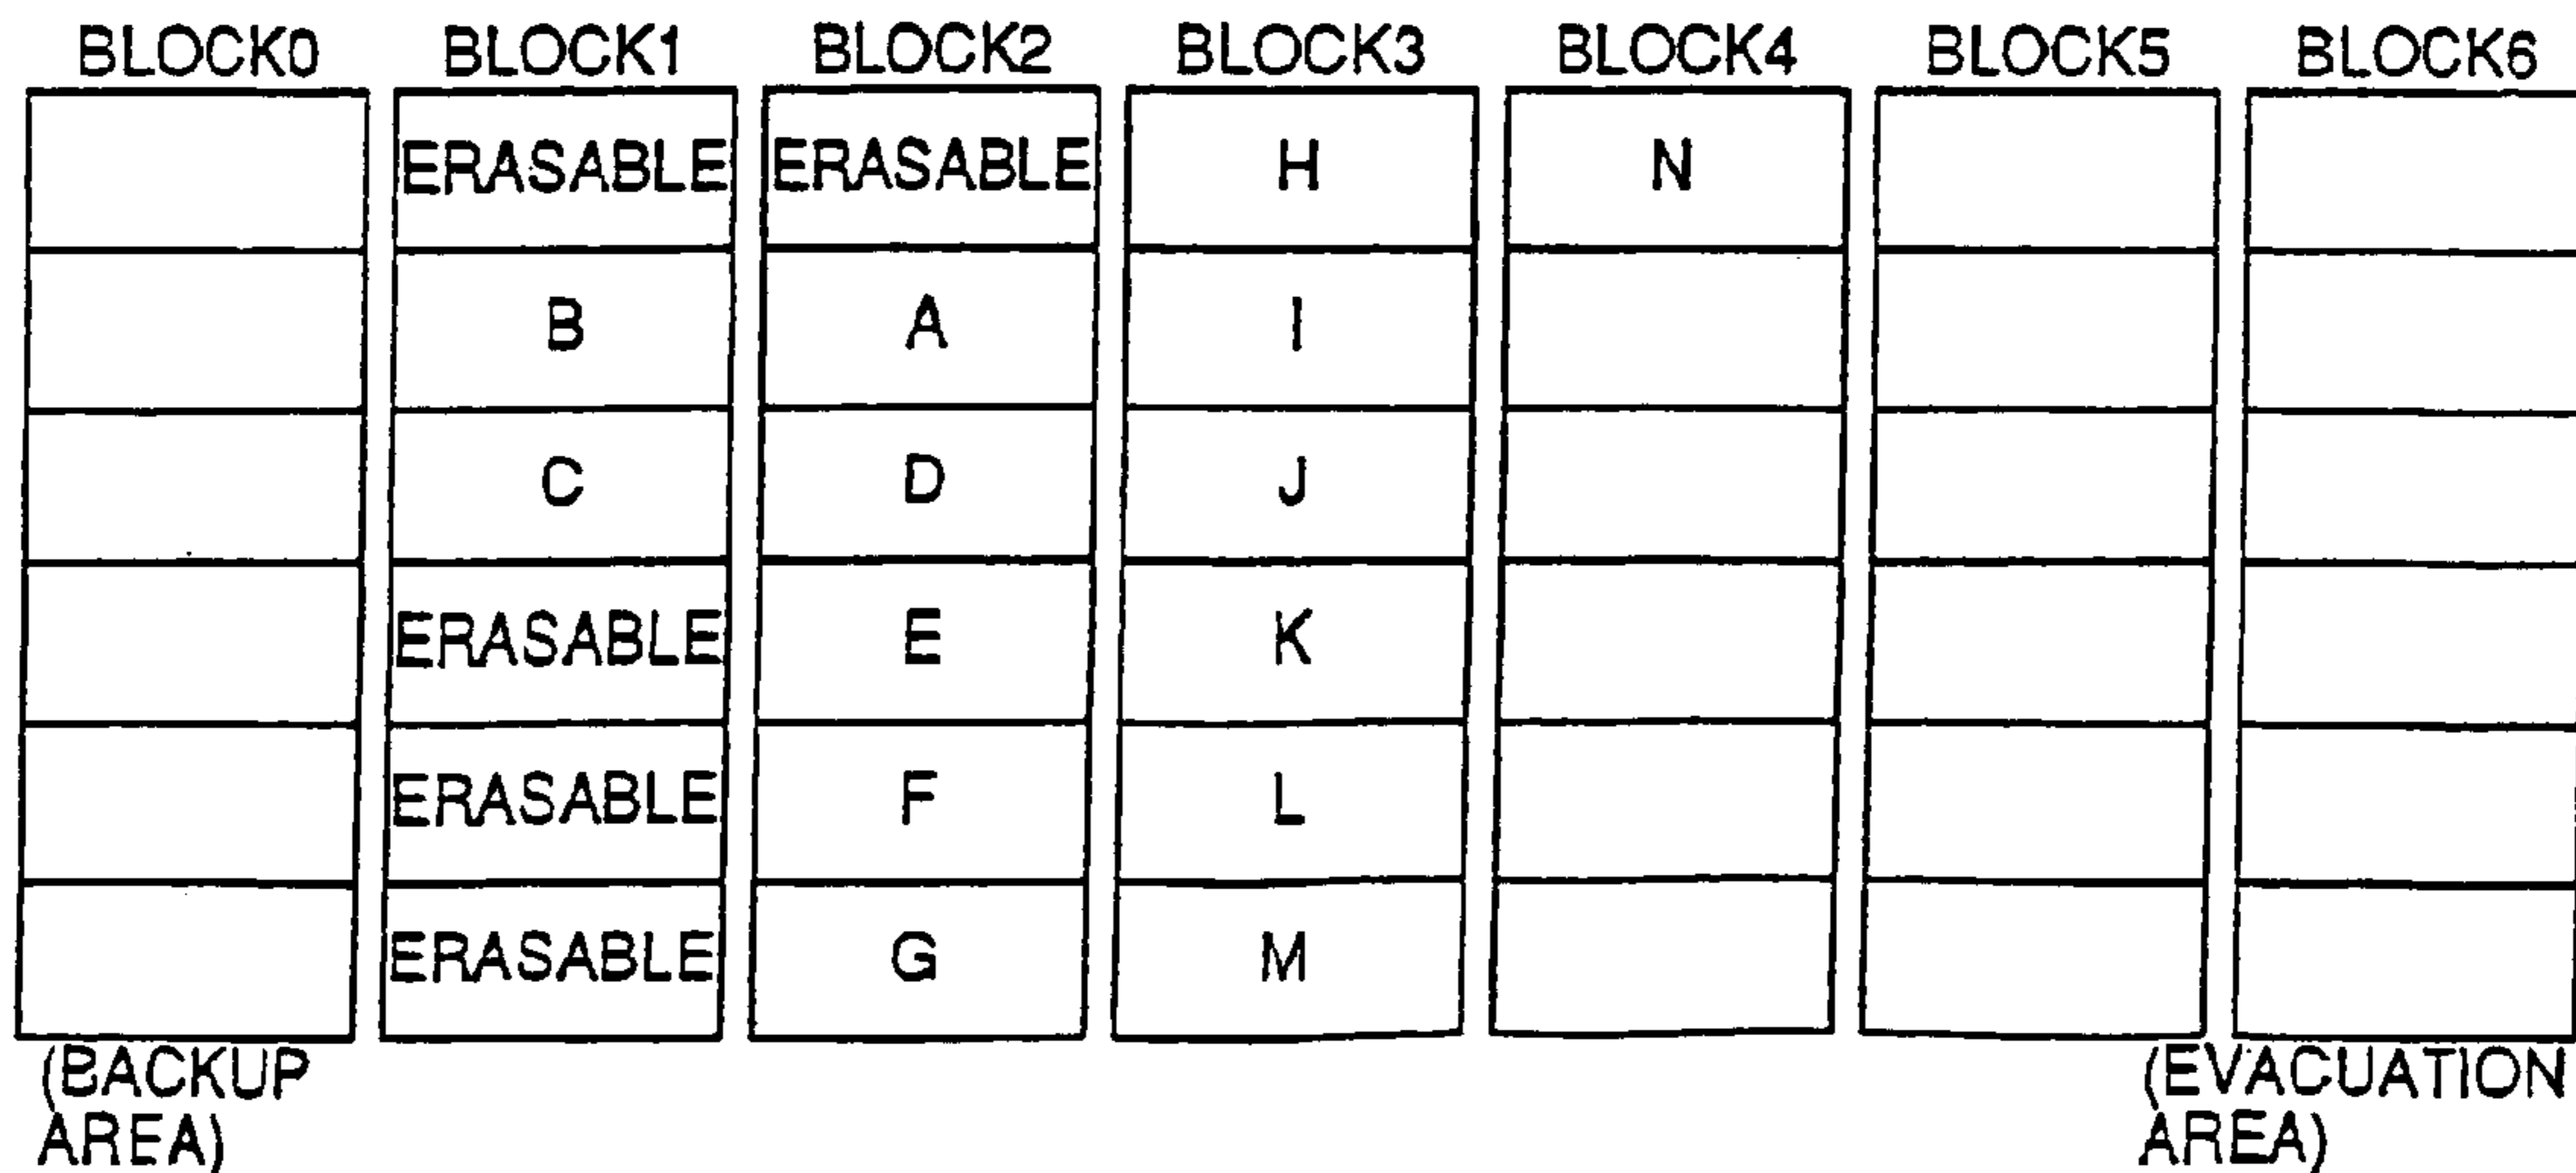 BLOCK0 BLOCK1 BLOCK2 BLOCK3 BLOCK4 BLOCK5 BLOCK6
ERASABLE ERASABLE H N
B A I
C D J
ERASABLE E K
ERASABLE F L
ERASABLE G M
(BACKUP AREA) (EVACUATION AREA)